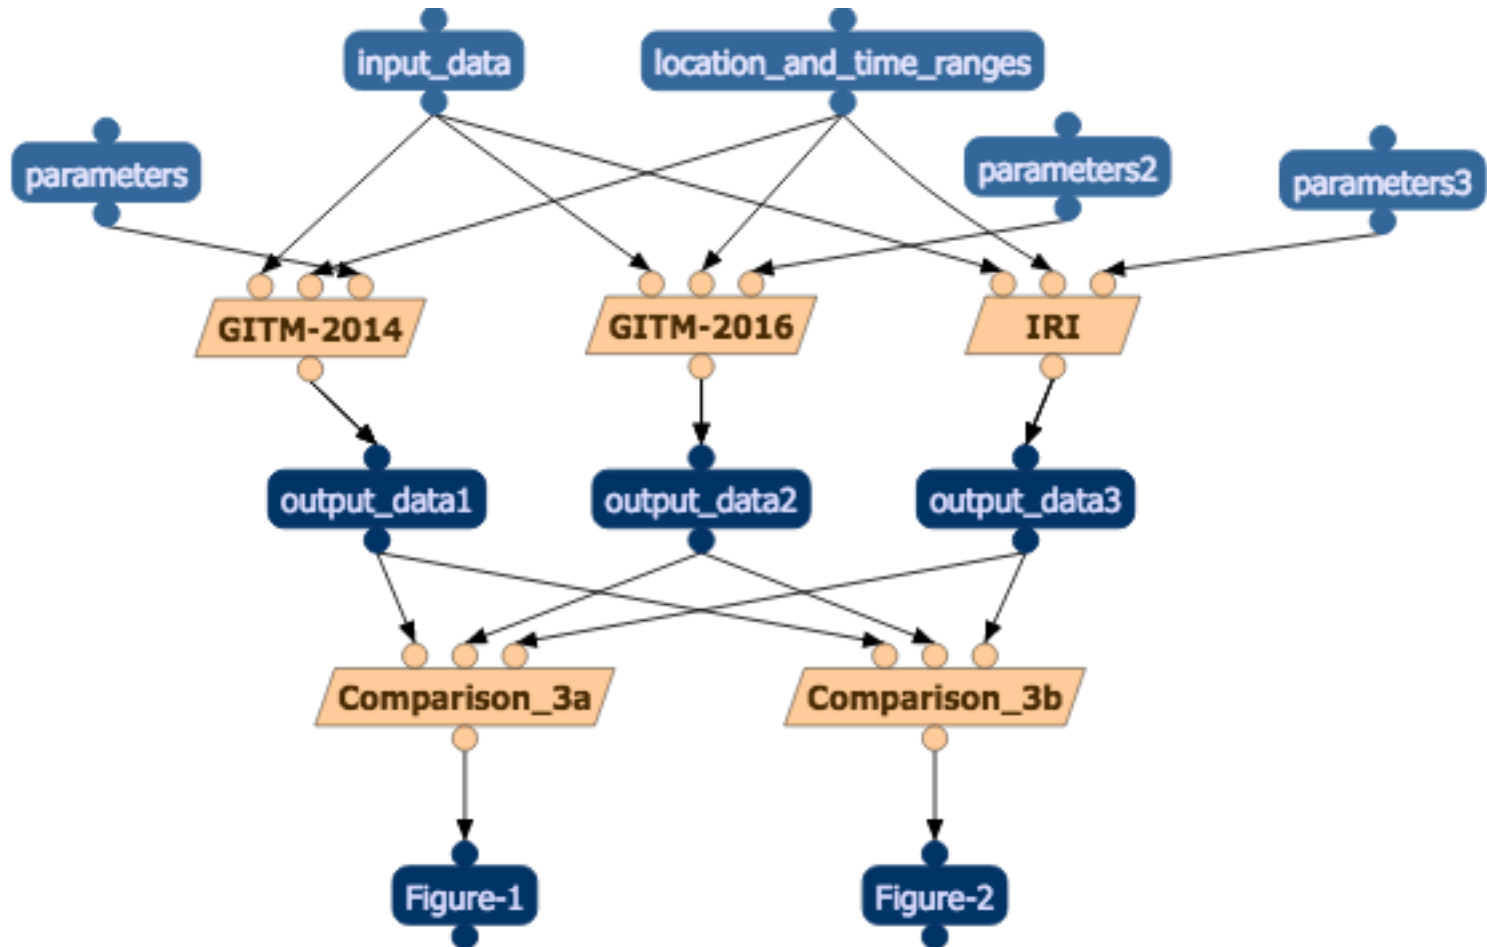 input_data
location_and_time_ranges
parameters
parameters2
parameters3
GITM-2014
GITM-2016
IRI
output_data1
output_data2
output_data3
Comparison_3a
Comparison_3b
Figure-1
Figure-2